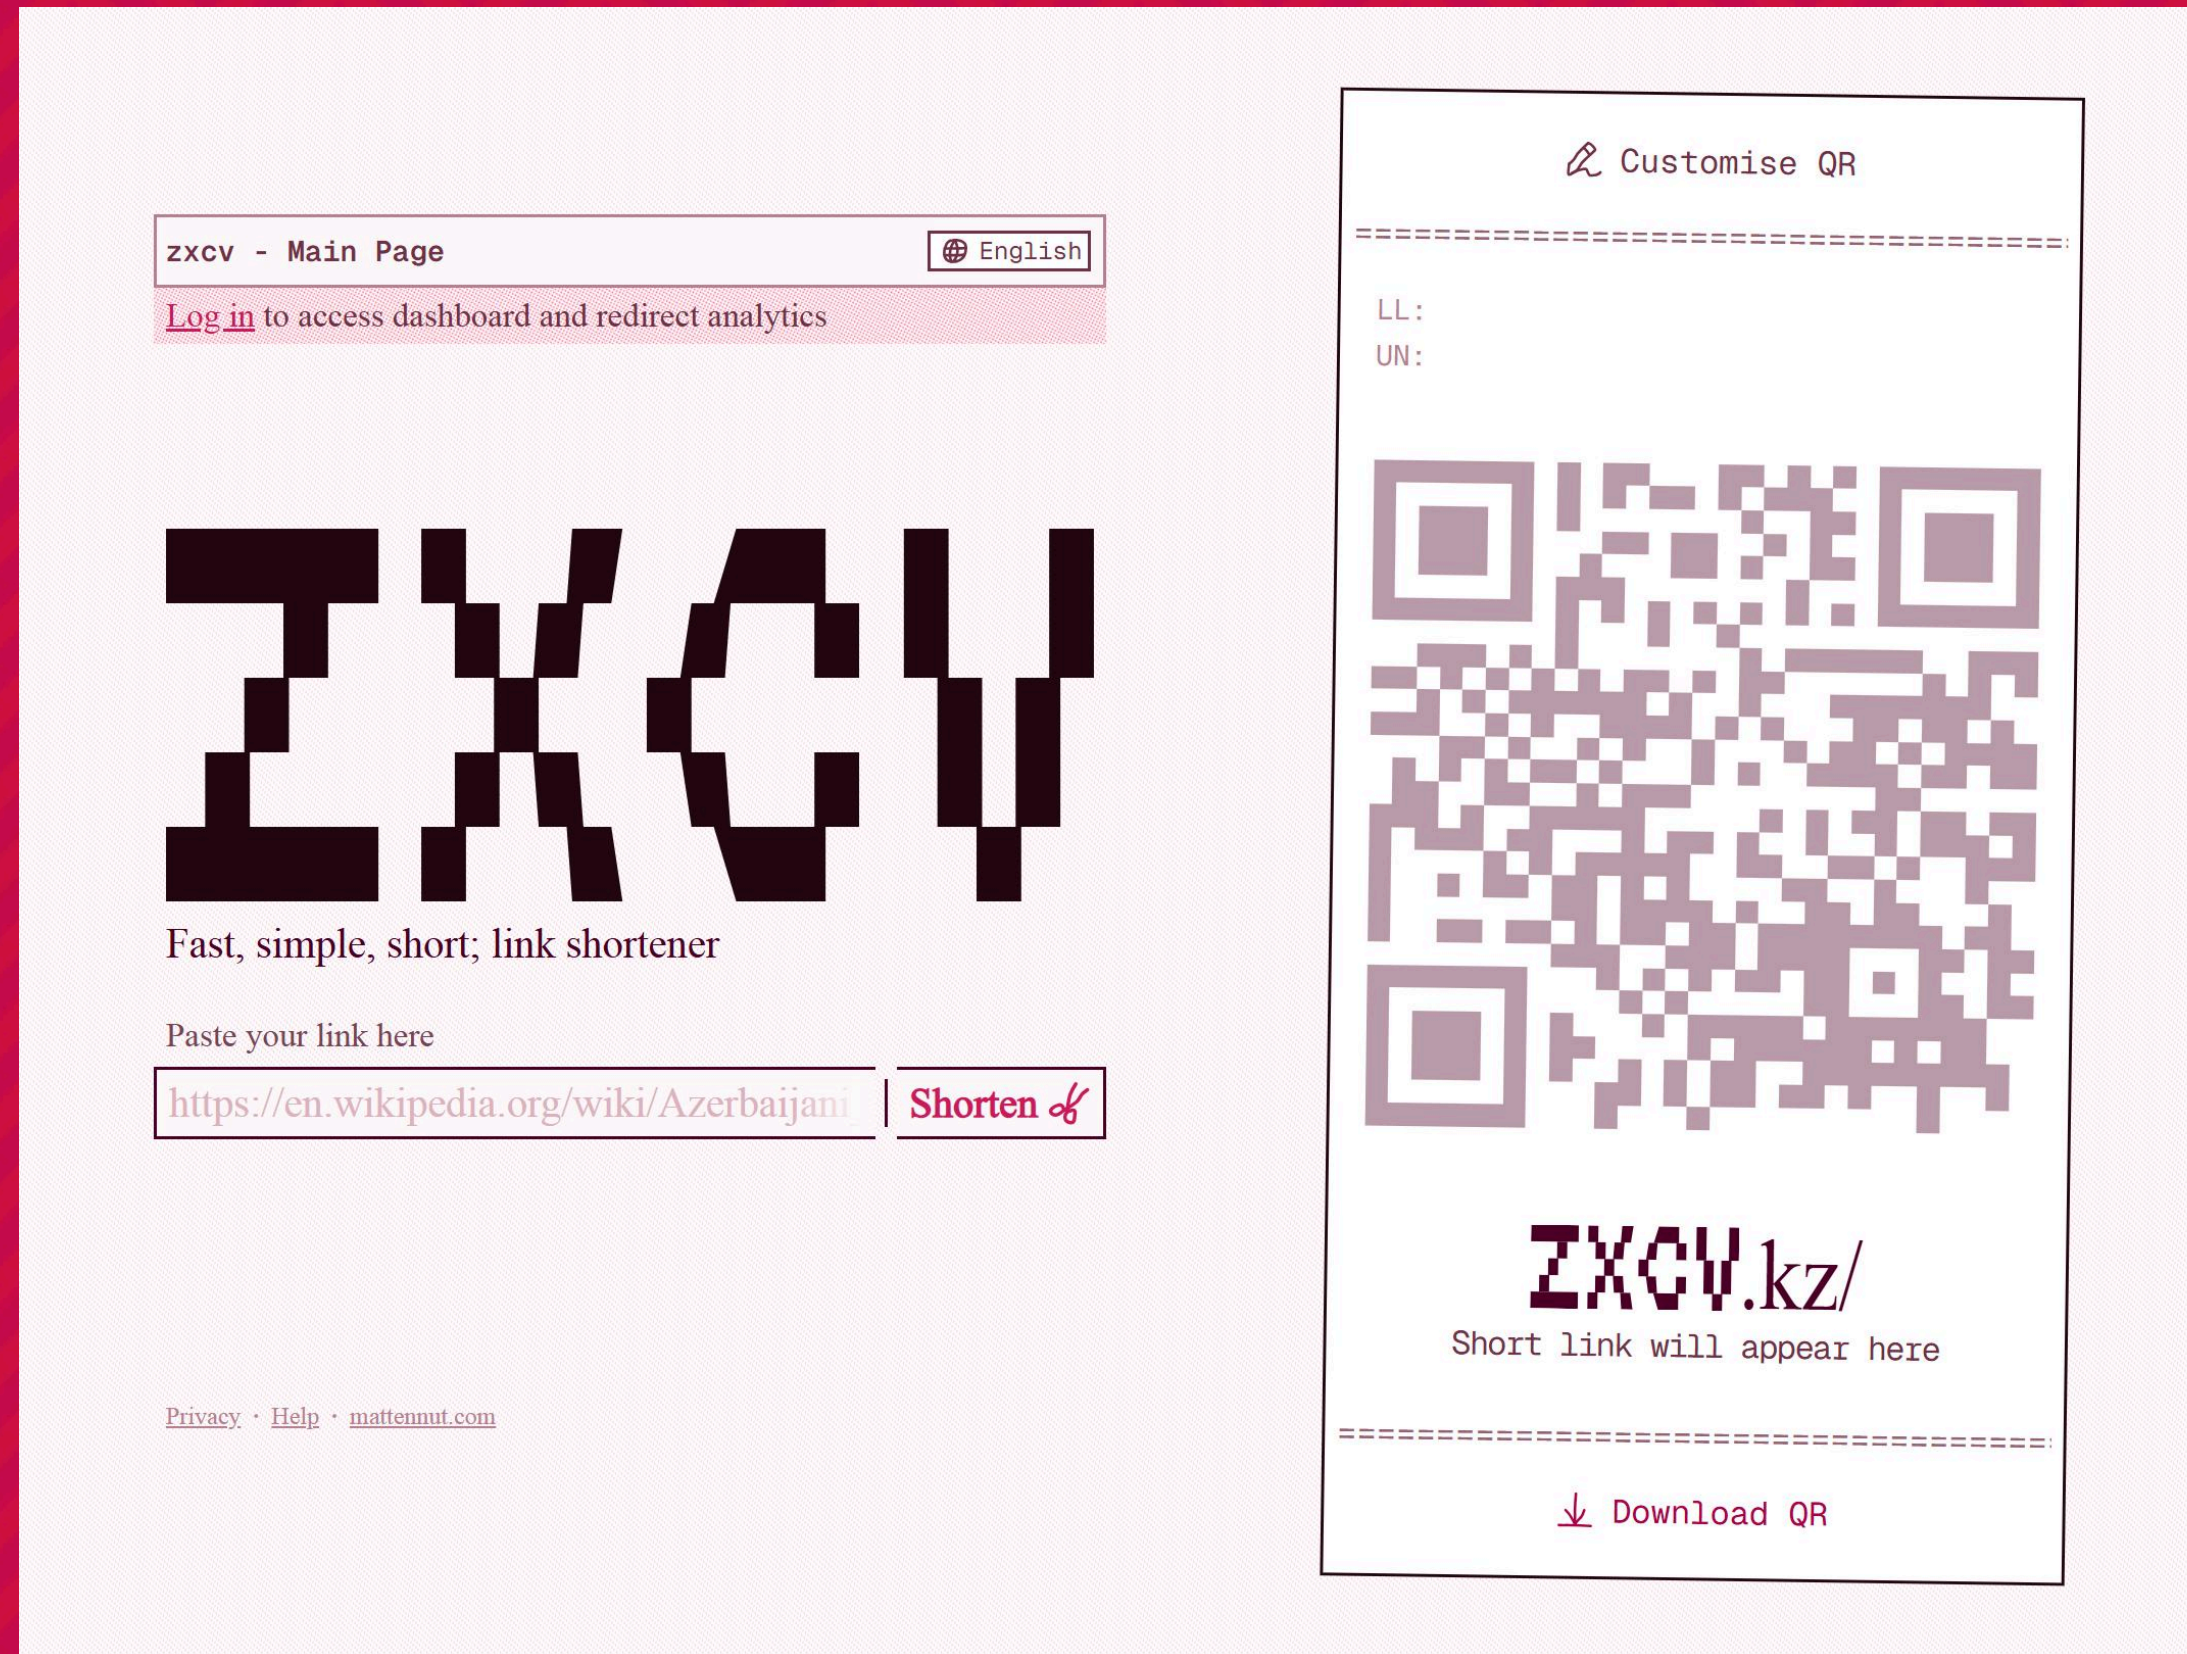 zxcv - Main Page
English
Log in to access dashboard and redirect analytics
ZXCV
Fast, simple, short; link shortener
Paste your link here
https://en.wikipedia.org/wiki/Azerbaijani
Shorten
Privacy · Help · mattennut.com
Customise QR
=====================================
LL:
UN:
ZXCV.kz/
Short link will appear here
=====================================
Download QR